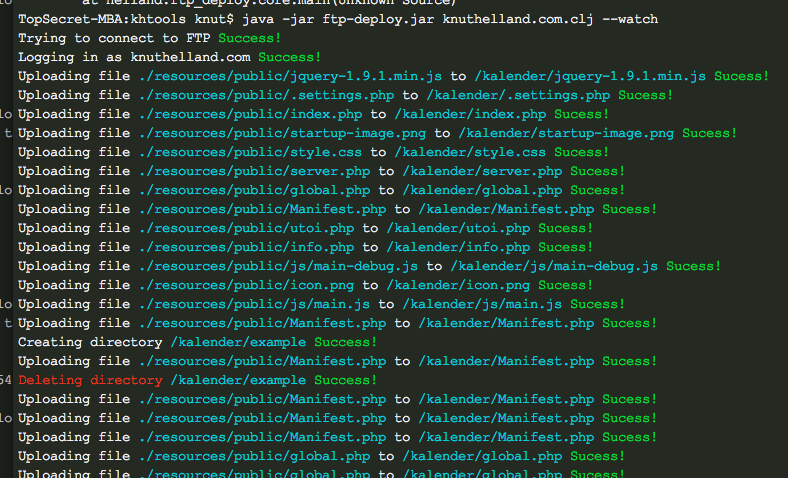 at helland.ftp_deploy.core.main(Unknown Source)
TopSecret-MBA:khtools knut$ java -jar ftp-deploy.jar knuthelland.com.clj --watch
Trying to connect to FTP Success!
Logging in as knuthelland.com Success!
Uploading file ./resources/public/jquery-1.9.1.min.js to /kalender/jquery-1.9.1.min.js Sucess!
Uploading file ./resources/public/.settings.php to /kalender/.settings.php Sucess!
lo Uploading file ./resources/public/index.php to /kalender/index.php Sucess!
t Uploading file ./resources/public/startup-image.png to /kalender/startup-image.png Sucess!
Uploading file ./resources/public/style.css to /kalender/style.css Sucess!
Uploading file ./resources/public/server.php to /kalender/server.php Sucess!
lo Uploading file ./resources/public/global.php to /kalender/global.php Sucess!
Uploading file ./resources/public/Manifest.php to /kalender/Manifest.php Sucess!
Uploading file ./resources/public/utoi.php to /kalender/utoi.php Sucess!
Uploading file ./resources/public/info.php to /kalender/info.php Sucess!
Uploading file ./resources/public/js/main-debug.js to /kalender/js/main-debug.js Sucess!
Uploading file ./resources/public/icon.png to /kalender/icon.png Sucess!
lo Uploading file ./resources/public/js/main.js to /kalender/js/main.js Sucess!
t Uploading file ./resources/public/Manifest.php to /kalender/Manifest.php Sucess!
Creating directory /kalender/example Success!
Uploading file ./resources/public/Manifest.php to /kalender/Manifest.php Sucess!
54 Deleting directory /kalender/example Success!
Uploading file ./resources/public/Manifest.php to /kalender/Manifest.php Sucess!
lo Uploading file ./resources/public/Manifest.php to /kalender/Manifest.php Sucess!
Uploading file ./resources/public/Manifest.php to /kalender/Manifest.php Sucess!
Uploading file ./resources/public/global.php to /kalender/global.php Sucess!
Uploading file ./resources/public/global.php to /kalender/global.php Sucess!